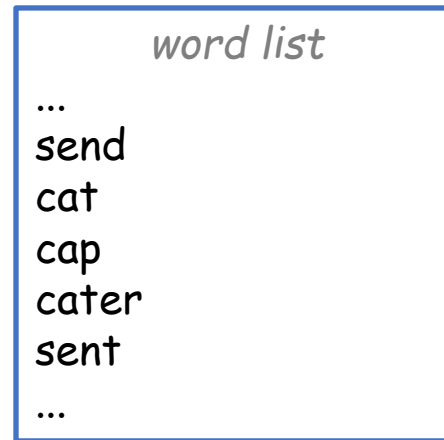 word list
...
send
cat
cap
cater
sent
...